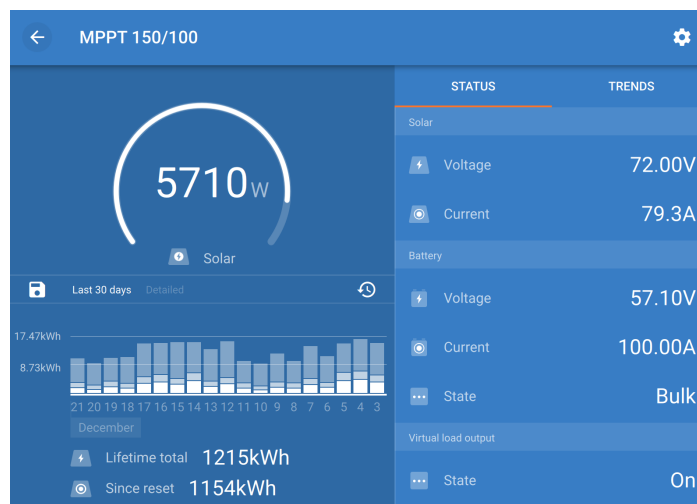 MPPT 150/100
5710W
Solar
Last 30 days Detailed
17.47kWh
8.73kWh
21 20 19 18 17 16 15 14 13 12 11 10 9 8 7 6 5 4 3
December
Lifetime total 1215kWh
Since reset 1154kWh
STATUS TRENDS
Solar
Voltage 72.00V
Current 79.3A
Battery
Voltage 57.10V
Current 100.00A
State Bulk
Virtual load output
State On